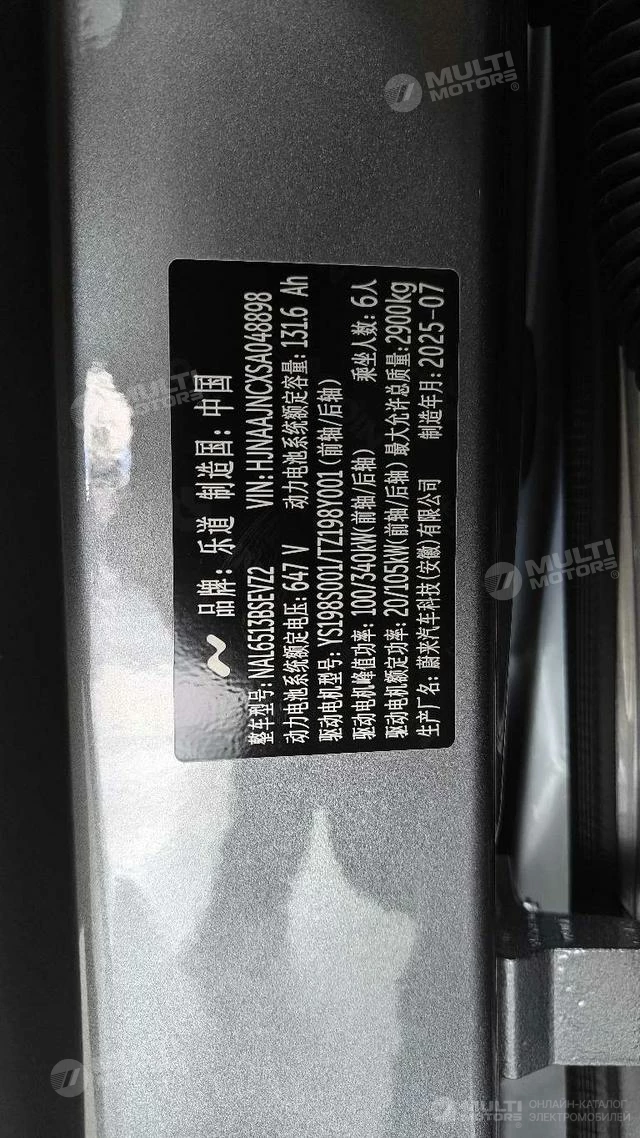 品牌：乐道 制造国：中国
整车型号：NAL6513BSEVZ2 VIN：HJNAAJNCXSA048898
动力电池系统额定电压：647 V 动力电池系统额定容量：131.6 Ah
驱动电机型号：YS198S001/TZ198Y001（前轴/后轴）
驱动电机峰值功率：100/340kW(前轴/后轴) 乘坐人数：6人
驱动电机额定功率：20/105kW(前轴/后轴) 最大允许总质量：2900kg
生产厂名：蔚来汽车科技(安徽)有限公司 制造年月：2025-07
MULTI MOTORS
MULTI MOTORS
MULTI MOTORS
MULTI MOTORS
MULTI MOTORS ОНЛАЙН-КАТАЛОГ ЭЛЕКТРОМОБИЛЕЙ